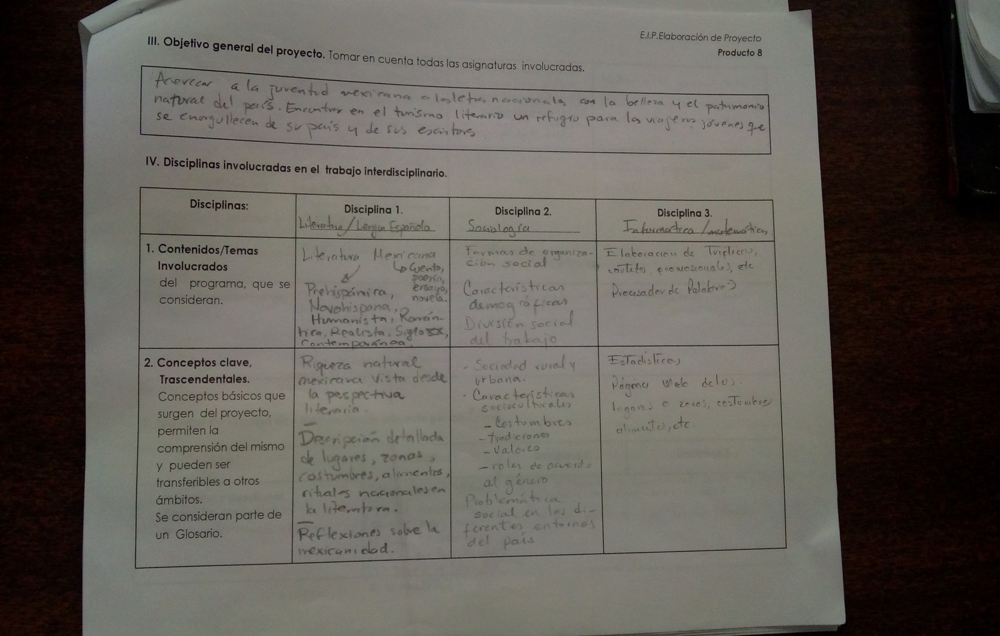 E.I.P.Elaboración de Proyecto
Producto 8
III. Objetivo general del proyecto. Tomar en cuenta todas las asignaturas involucradas.
Acercar a la juventud mexicana a las letras nacionales con la belleza y el patrimonio
natural del país. Encontrar en el turismo literario un refugio para los viajeros jóvenes que
se enorgullecen de su país y de sus escritores
IV. Disciplinas involucradas en el trabajo interdisciplinario.
Disciplinas:
Disciplina 1.
Literatura/Lengua Española
Disciplina 2.
Sociología
Disciplina 3.
Informática/matemáticas
1. Contenidos/Temas
Involucrados
del programa, que se
consideran.
Literatura Mexicana
Cuento,
poesía,
ensayo,
novela.
Prehispánica,
Novohispana,
Humanista, Román-
tica, Realista, Siglo XX,
Contemporánea.
Formas de organiza-
ción social
Características
demográficas
División social
del trabajo
Elaboración de Trípticos,
carteles promocionales, etc
Procesador de Palabras
2. Conceptos clave,
Trascendentales.
Conceptos básicos que
surgen del proyecto,
permiten la
comprensión del mismo
y pueden ser
transferibles a otros
ámbitos.
Se consideran parte de
un Glosario.
Riqueza natural
mexicana vista desde
la pespectiva
literaria.
Descripción detallada
de lugares, zonas,
costumbres, alimentos,
rituales nacionales en
la literatura.
Reflexiones sobre la
mexicanidad.
- Sociedad rural y
urbana.
- Características
socioculturales
- Costumbres
- tradiciones
- Valores
- roles de acuerdo
al género
Problemática
social en los di-
ferentes entornos
del país
Estadísticas
Página Web de los
lugares o zonas, costumbres
alimentos, etc.